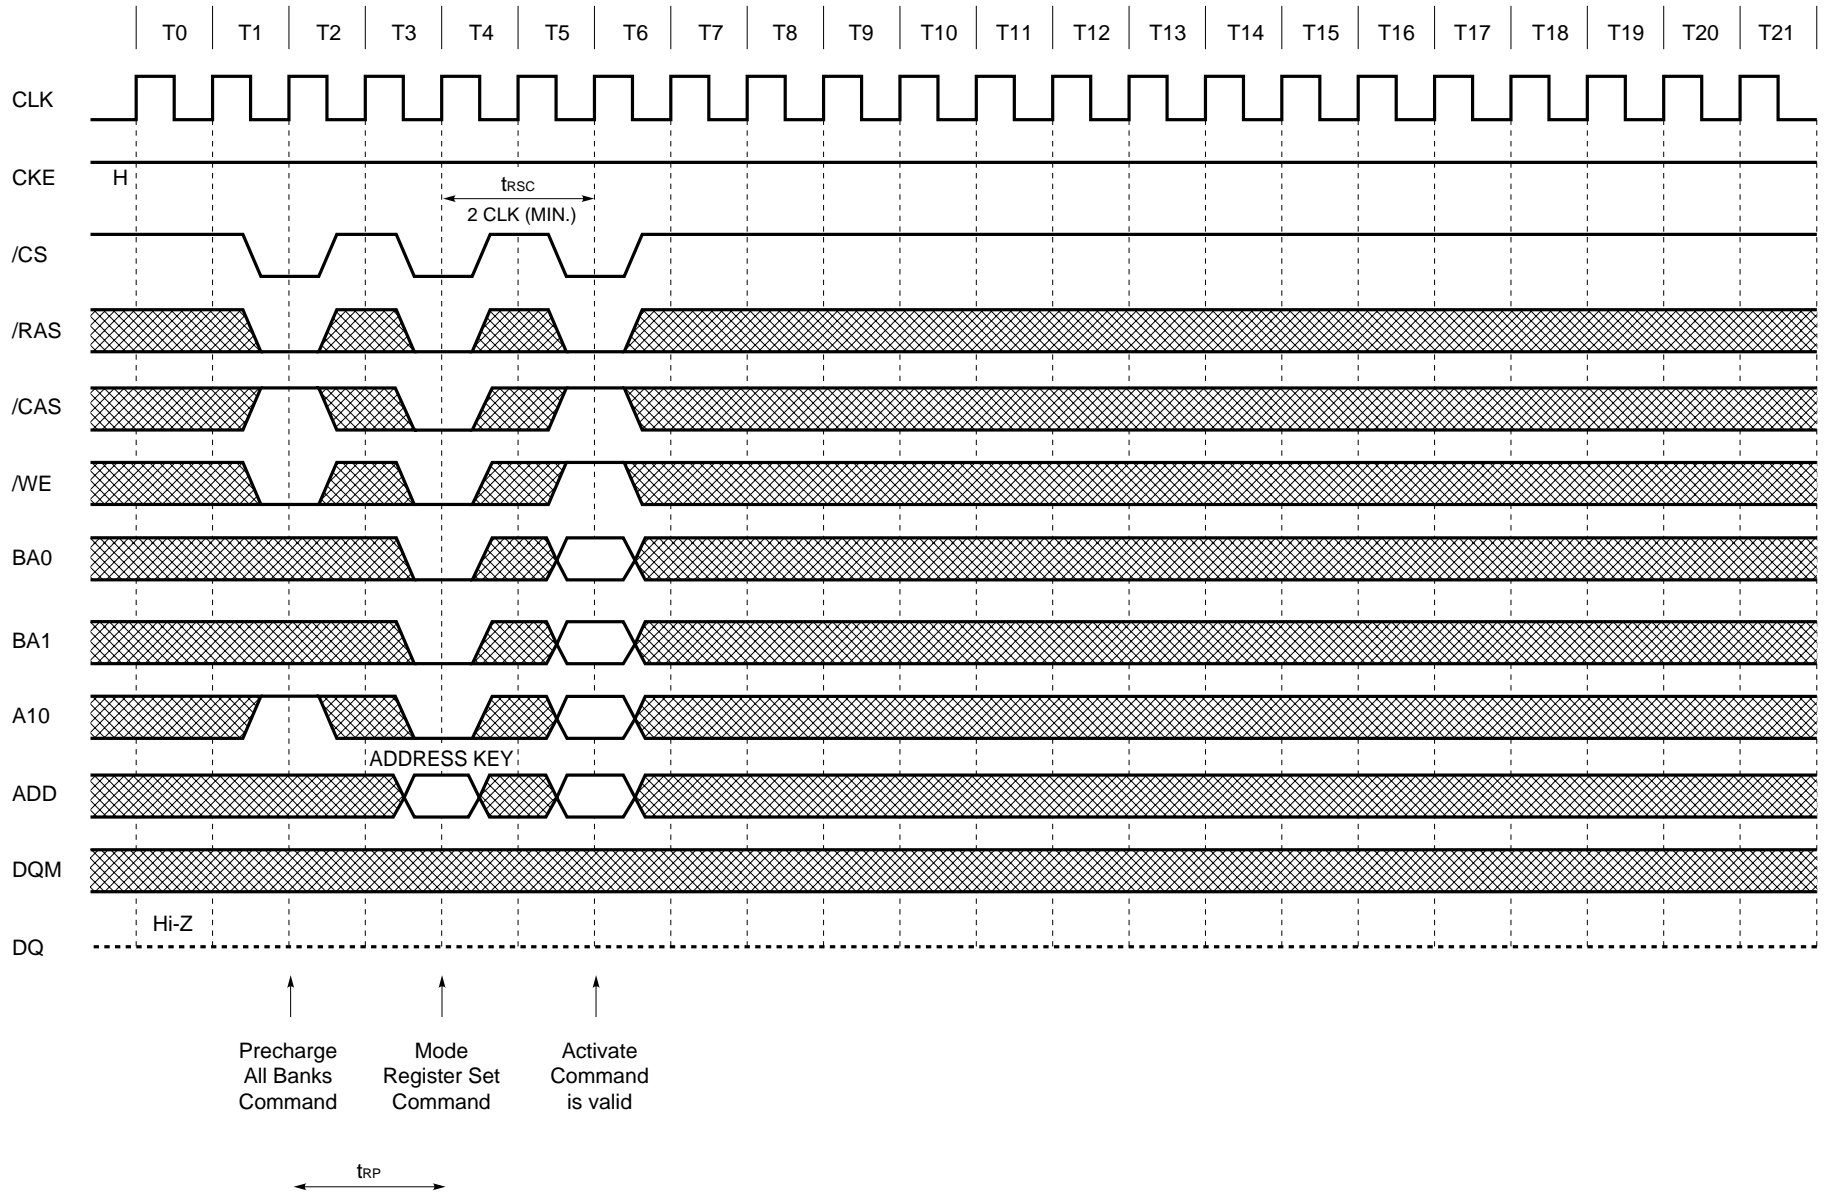 T0 T1 T2 T3 T4 T5 T6 T7 T8 T9 T10 T11 T12 T13 T14 T15 T16 T17 T18 T19 T20 T21
CLK
CKE H
tRSC
2 CLK (MIN.)
/CS
/RAS
/CAS
/WE
BA0
BA1
A10
ADDRESS KEY
ADD
DQM
Hi-Z
DQ
Precharge
All Banks
Command
Mode
Register Set
Command
Activate
Command
is valid
tRP